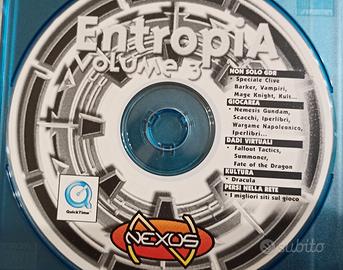 EntropiA
VOLUME 3
NON SOLO GDR
• Speciale Clive
Barker, Vampiri,
Mage Knight, Kult...
GIOCAREA
• Nemesis Gundam,
Scacchi, Iperlibri,
Wargame Napoleonico,
Iperlibri...
DADI VIRTUALI
• Fallout Tactics,
Summoner,
Fate of the Dragon
KULTURA
• Dracula
PERSI NELLA RETE
• I migliori siti sul gioco
QuickTime
NEXUS
subito